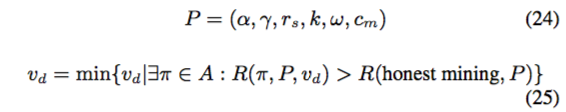 P = (α, γ, r_s, k, ω, c_m) (24)
v_d = min{v_d|∃π ∈ A : R(π, P, v_d) > R(honest mining, P)}
(25)